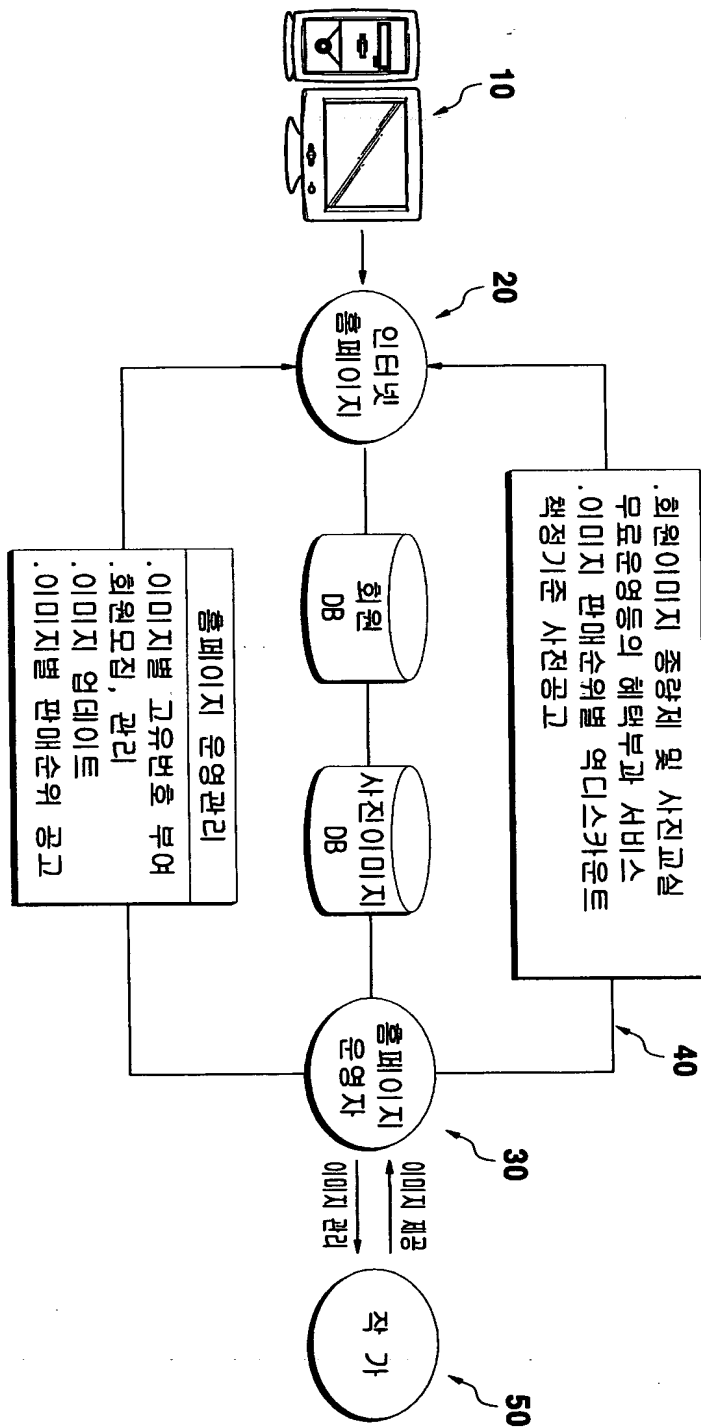 10
20
인터넷
홈페이지
.회원이미지 종량제 및 사진교실
무료운영등의 혜택부과 서비스
.이미지 판매순위별 역디스카운트
책정기준 사전공고
40
회원
DB
사진이미지
DB
홈페이지
운영자
30
이미지 제공
이미지 관리
작 가
50
홈페이지 운영관리
.이미지별 고유번호 부여
.회원모집, 관리
.이미지 업데이트
.이미지별 판매순위 공고